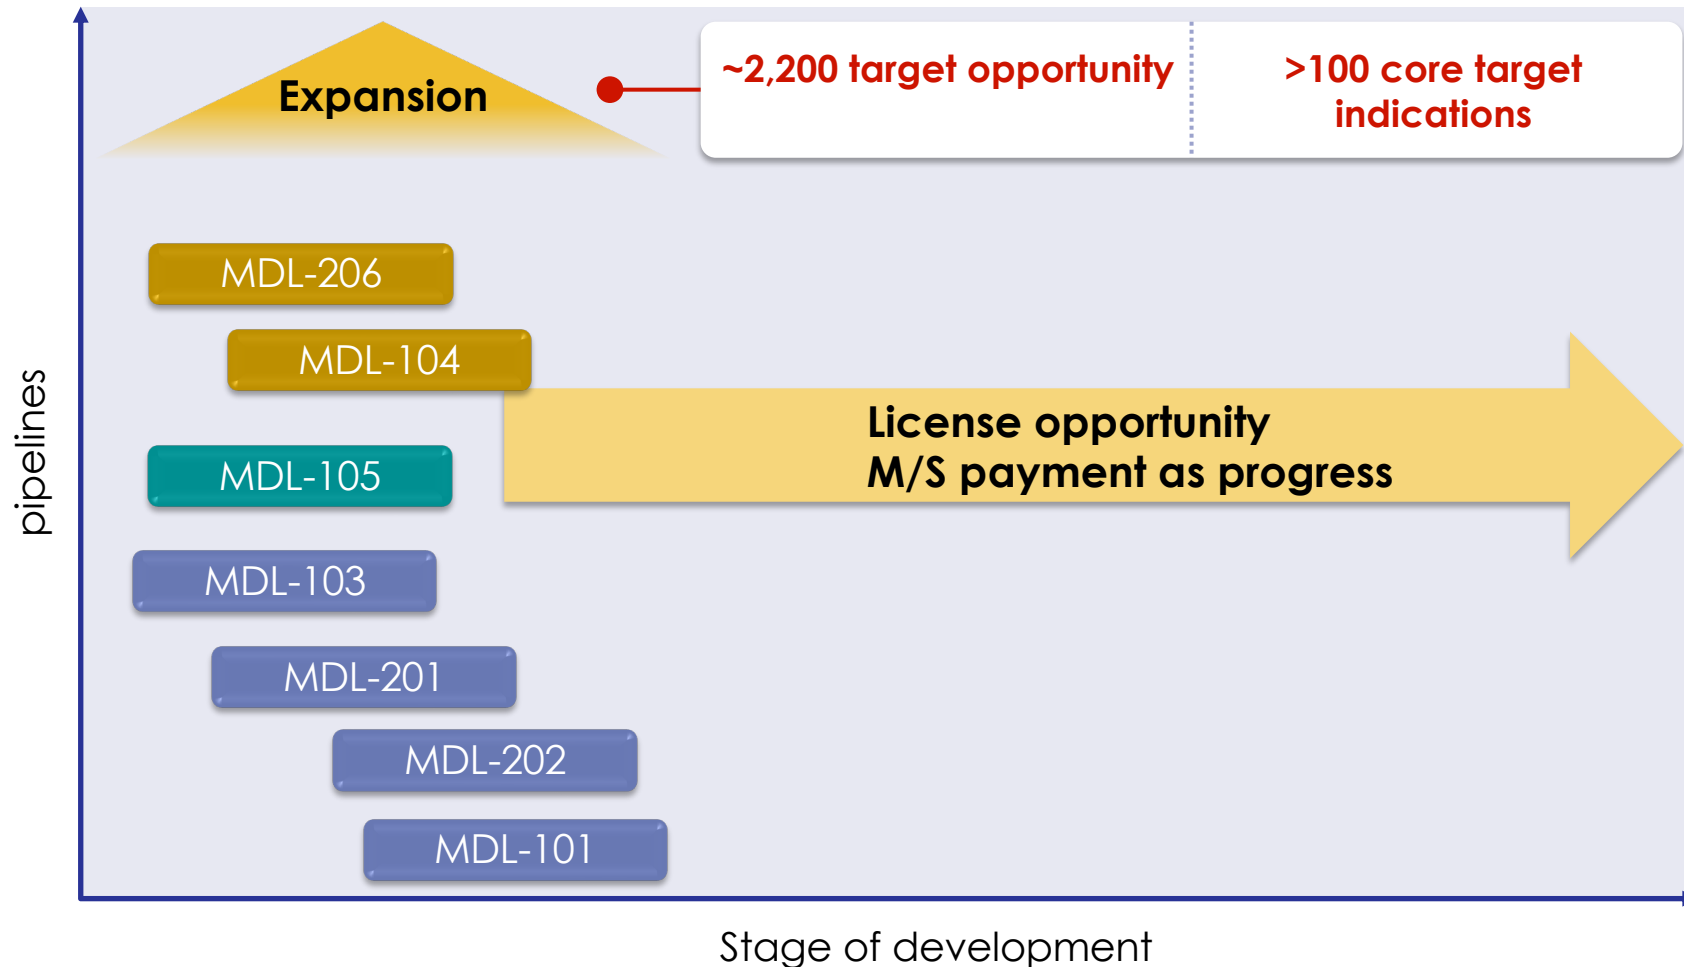 Expansion
~2,200 target opportunity
>100 core target
indications
MDL-206
MDL-104
License opportunity
M/S payment as progress
MDL-105
MDL-103
MDL-201
MDL-202
MDL-101
pipelines
Stage of development